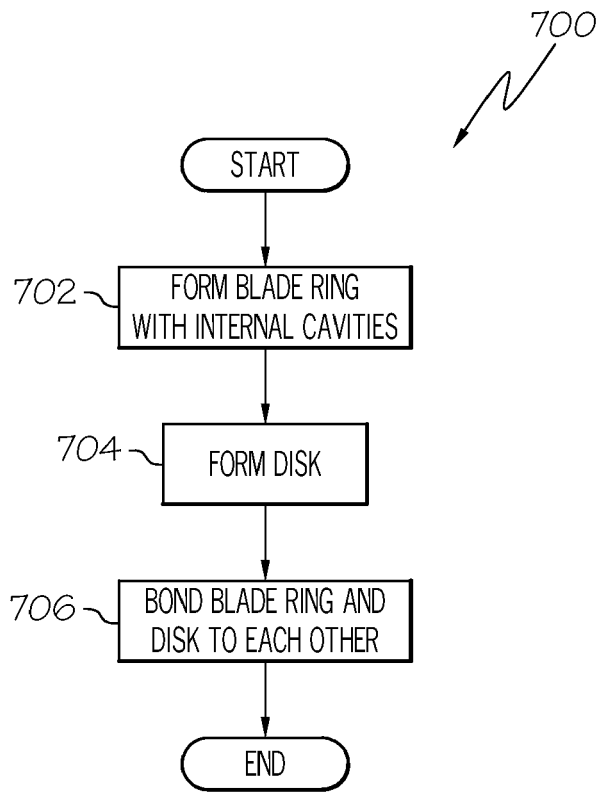 700
START
702
FORM BLADE RING
WITH INTERNAL CAVITIES
704
FORM DISK
706
BOND BLADE RING AND
DISK TO EACH OTHER
END